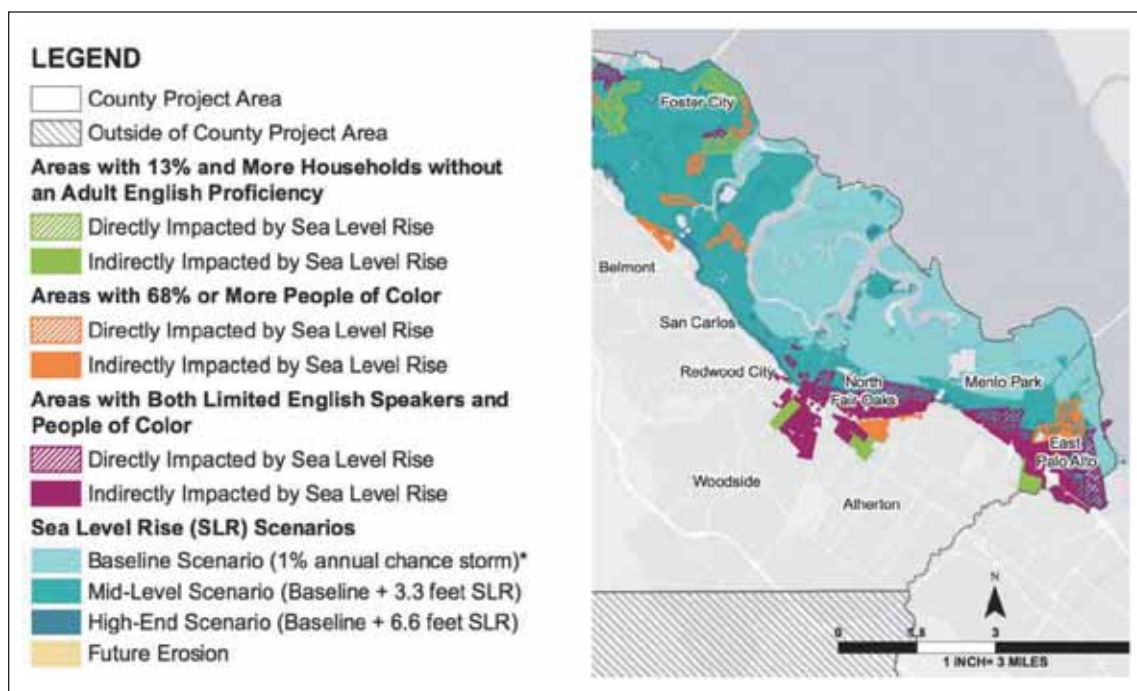 LEGEND
County Project Area
Outside of County Project Area
Areas with 13% and More Households without
an Adult English Proficiency
Directly Impacted by Sea Level Rise
Indirectly Impacted by Sea Level Rise
Areas with 68% or More People of Color
Directly Impacted by Sea Level Rise
Indirectly Impacted by Sea Level Rise
Areas with Both Limited English Speakers and
People of Color
Directly Impacted by Sea Level Rise
Indirectly Impacted by Sea Level Rise
Sea Level Rise (SLR) Scenarios
Baseline Scenario (1% annual chance storm)*
Mid-Level Scenario (Baseline + 3.3 feet SLR)
High-End Scenario (Baseline + 6.6 feet SLR)
Future Erosion
Foster City
Belmont
San Carlos
Redwood City
North
Fair Oaks
Menlo Park
East
Palo Alto
Woodside
Atherton
N
0 1.5 3
1 INCH= 3 MILES